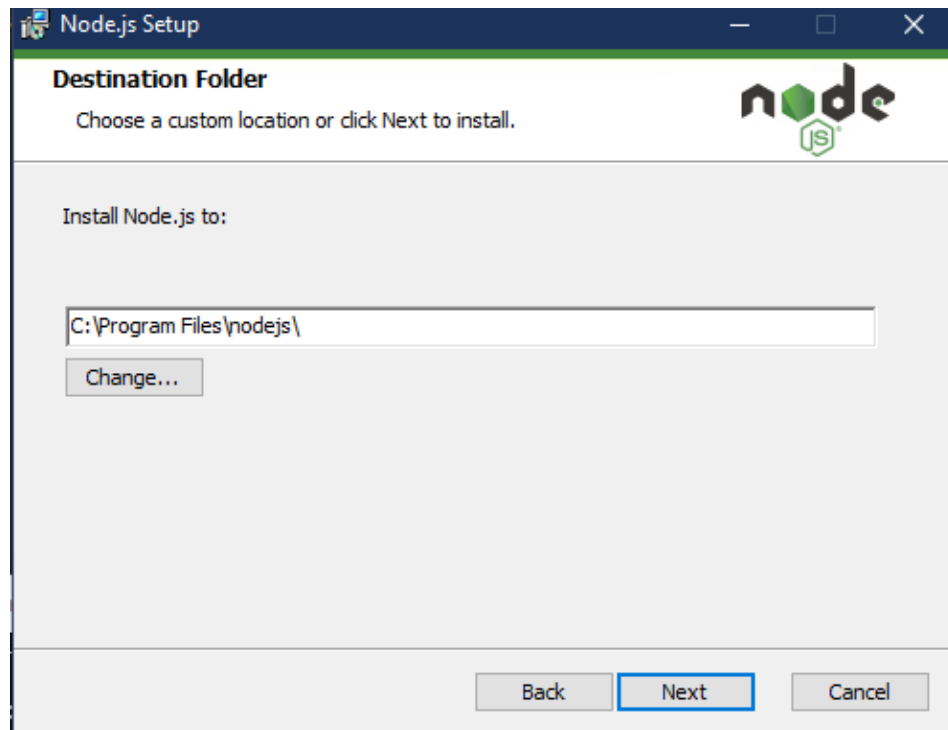 Node.js Setup
Destination Folder
Choose a custom location or click Next to install.
node
JS
Install Node.js to:
C:\Program Files\nodejs\
Change...
Back
Next
Cancel